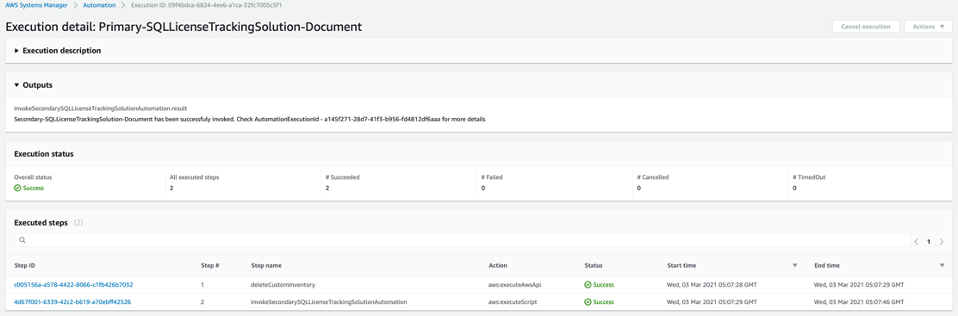 AWS Systems Manager > Automation > Execution ID: 09f4bdca-6824-4ee6-a1ca-32fc7005c5f1
Execution detail: Primary-SQLLicenseTrackingSolution-Document
Cancel execution
Actions
Execution description
Outputs
invokeSecondarySQLLicenseTrackingSolutionAutomation.result
Secondary-SQLLicenseTrackingSolution-Document has been successfuly invoked. Check AutomationExecutionId - a145f271-28d7-41f3-b956-fd4812df6aaa for more details
Execution status
Overall status All executed steps # Succeeded # Failed # Cancelled # TimedOut
Success 2 2 0 0 0
Executed steps (2)
1
Step ID Step # Step name Action Status Start time End time
c005156a-a578-4422-8066-c1fb426b7052 1 deleteCustomInventory aws:executeAwsApi Success Wed, 03 Mar 2021 05:07:28 GMT Wed, 03 Mar 2021 05:07:29 GMT
4d67f001-6339-42c2-b619-a70ebff42526 2 invokeSecondarySQLLicenseTrackingSolutionAutomation aws:executeScript Success Wed, 03 Mar 2021 05:07:29 GMT Wed, 03 Mar 2021 05:07:46 GMT